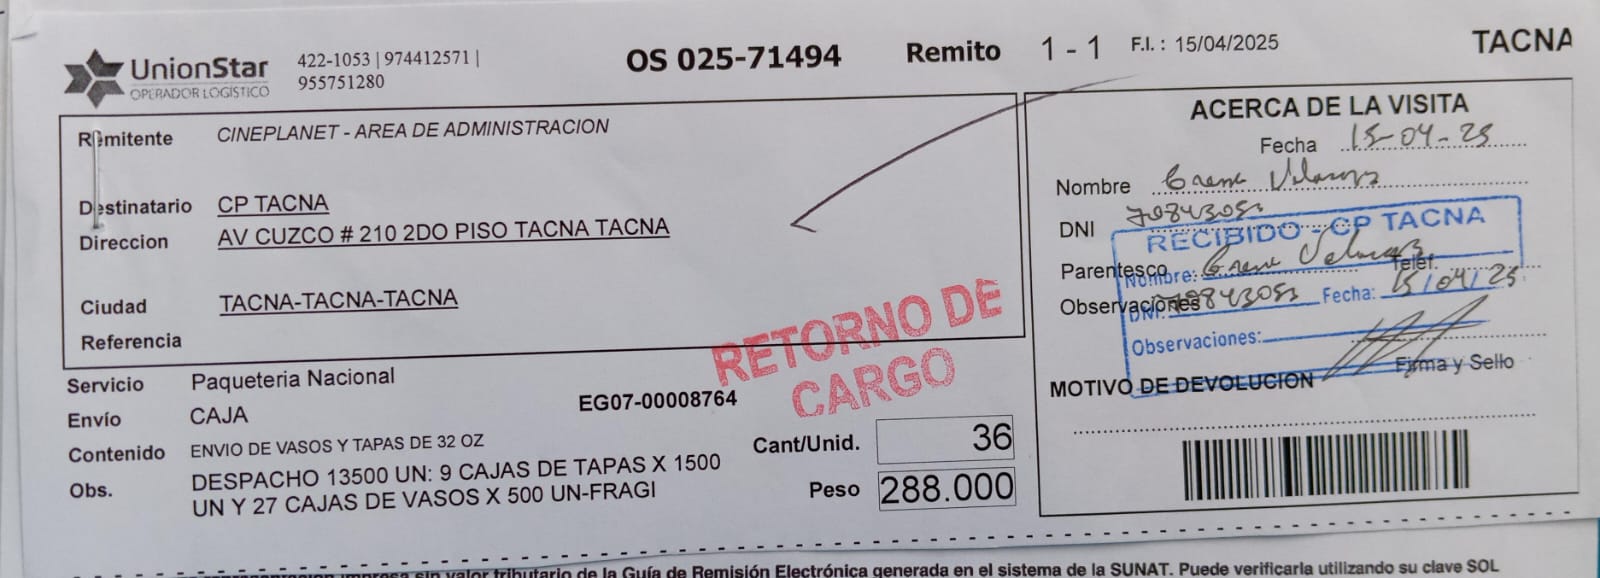 UnionStar
OPERADOR LOGÍSTICO
422-1053 | 974412571 |
955751280
OS 025-71494 Remito 1 - 1 F.I. : 15/04/2025 TACNA
Remitente CINEPLANET - AREA DE ADMINISTRACION
Destinatario CP TACNA
Direccion AV CUZCO # 210 2DO PISO TACNA TACNA
Ciudad TACNA-TACNA-TACNA
Referencia
RETORNO DE
CARGO
Servicio Paqueteria Nacional
Envío CAJA
EG07-00008764
Contenido ENVIO DE VASOS Y TAPAS DE 32 OZ
Obs. DESPACHO 13500 UN: 9 CAJAS DE TAPAS X 1500
UN Y 27 CAJAS DE VASOS X 500 UN-FRAGI
Cant/Unid. 36
Peso 288.000
ACERCA DE LA VISITA
Fecha 15-04-25
Nombre
DNI
Parentesco Telef.
Observaciones
RECIBIDO - CP TACNA
Nombre:
DNI: Fecha: 15/04/25
Observaciones:
Firma y Sello
MOTIVO DE DEVOLUCION
sin valor tributario de la Guía de Remisión Electrónica generada en el sistema de la SUNAT. Puede verificarla utilizando su clave SOL